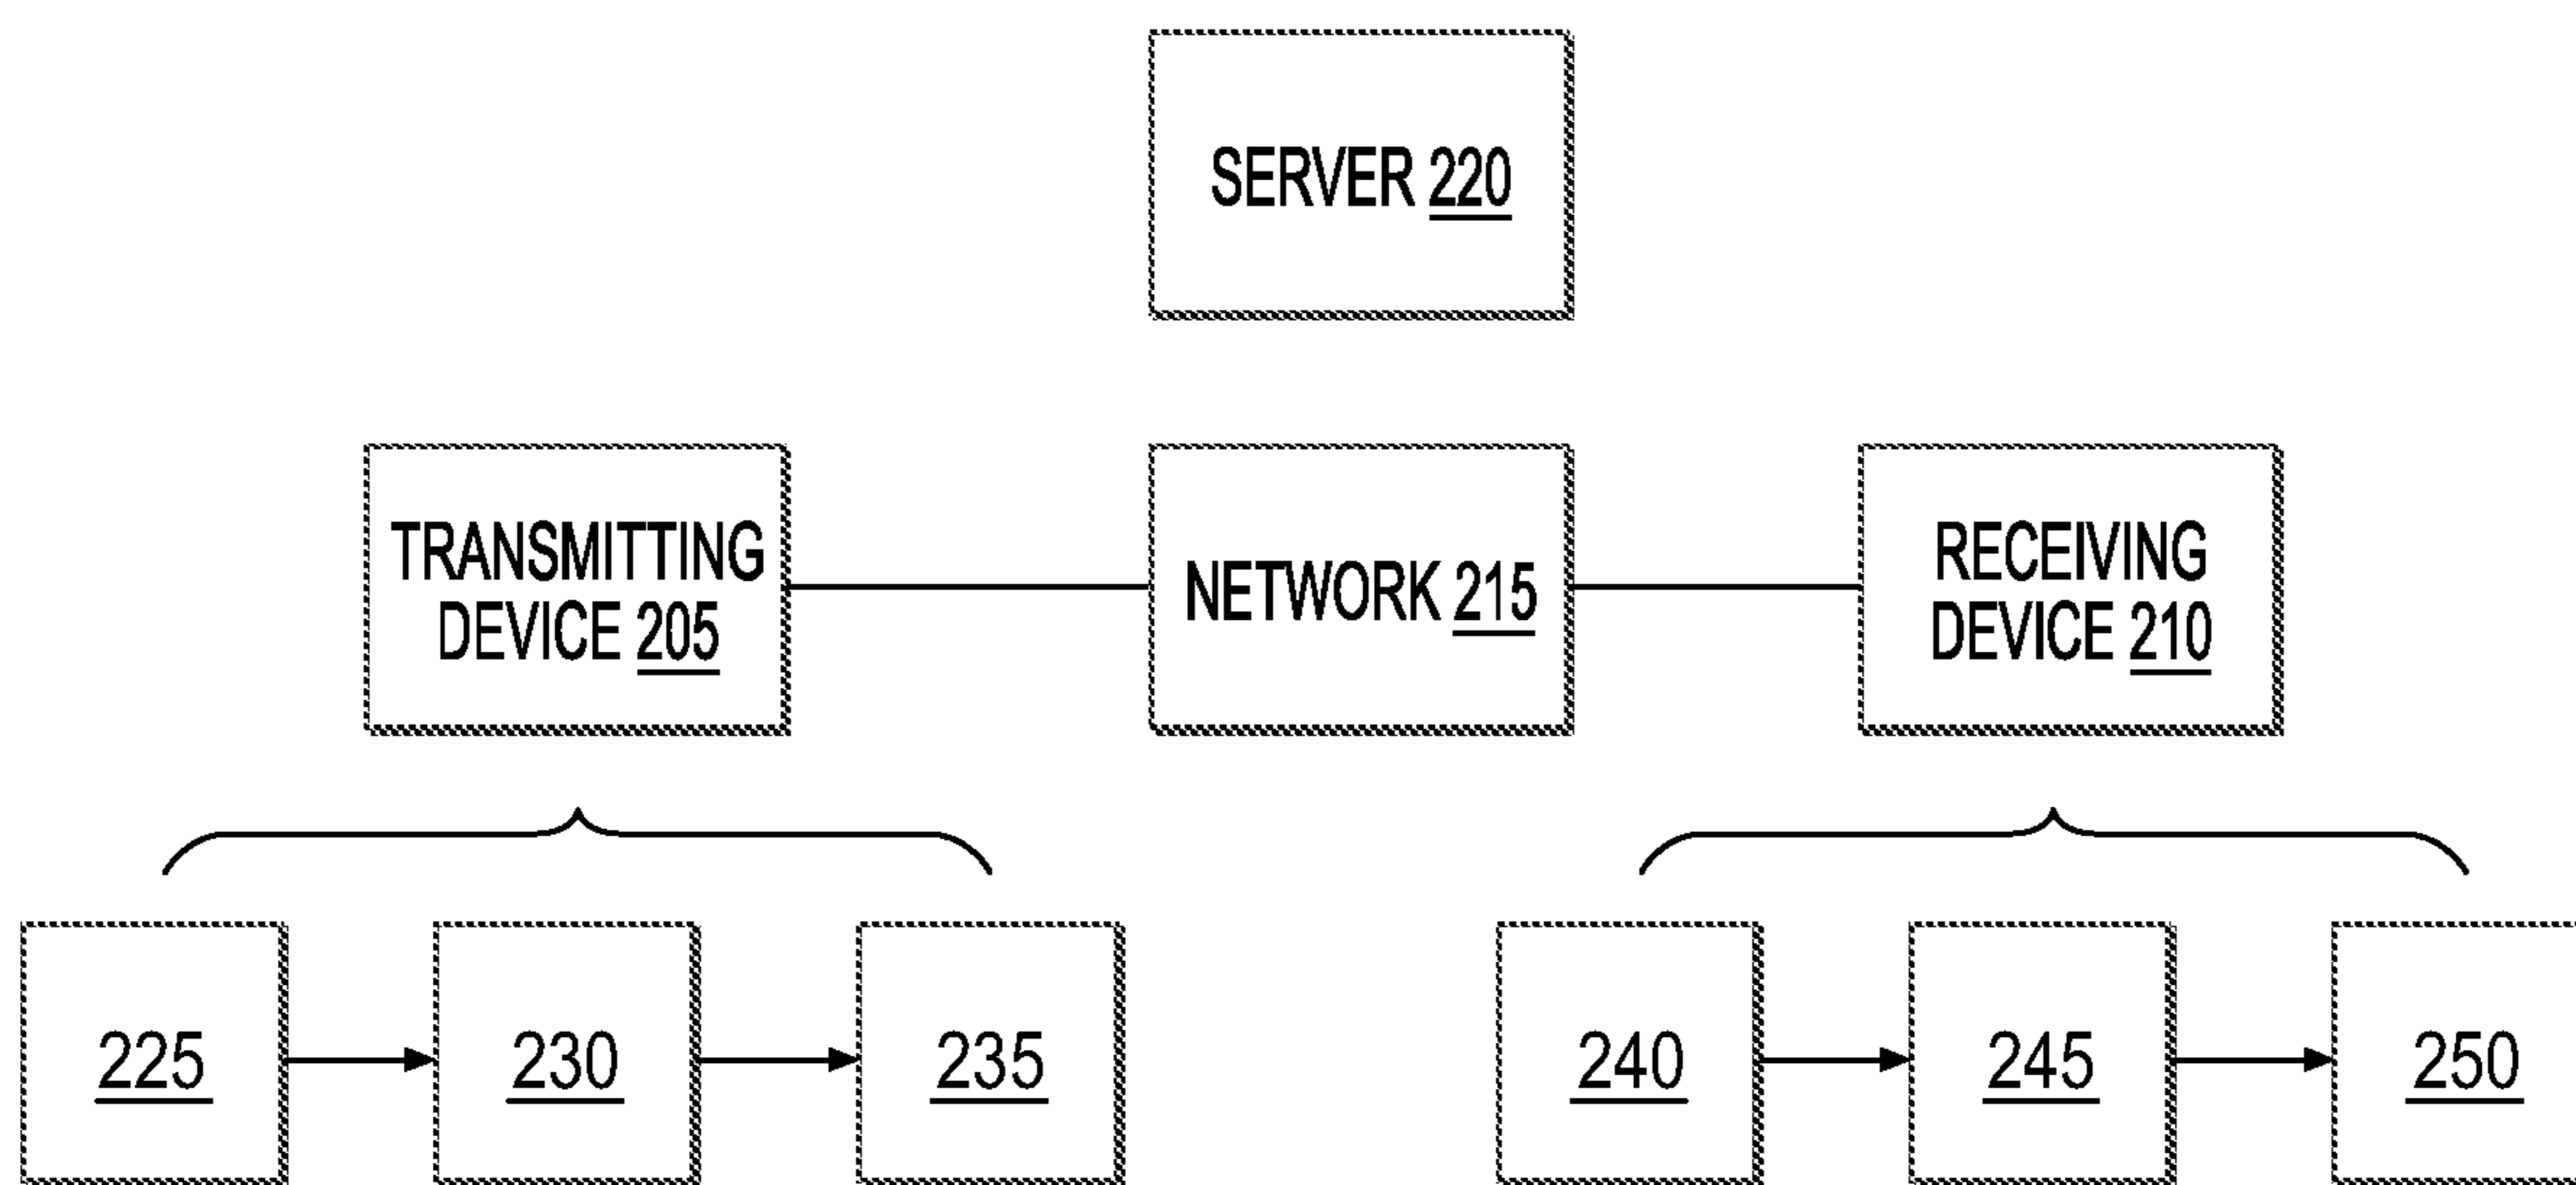 SERVER 220
TRANSMITTING
DEVICE 205
NETWORK 215
RECEIVING
DEVICE 210
225
230
235
240
245
250